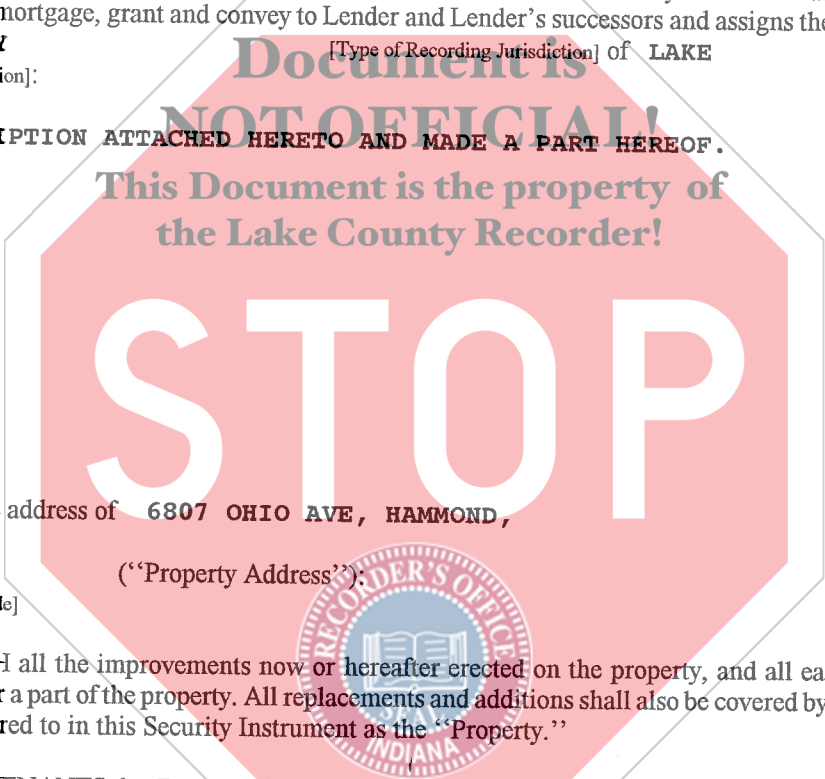 mortgage, grant and convey to Lender and Lender's successors and assigns the
Y [Type of Recording Jurisdiction] of LAKE
ion]:
Document is
NOT OFFICIAL!
IPTION ATTACHED HERETO AND MADE A PART HEREOF.
This Document is the property of
the Lake County Recorder!
STOP
address of 6807 OHIO AVE, HAMMOND,
("Property Address"):
le]
RECORDER'S OFFICE
SEAL
INDIANA
H all the improvements now or hereafter erected on the property, and all ea
r a part of the property. All replacements and additions shall also be covered by
red to in this Security Instrument as the "Property."